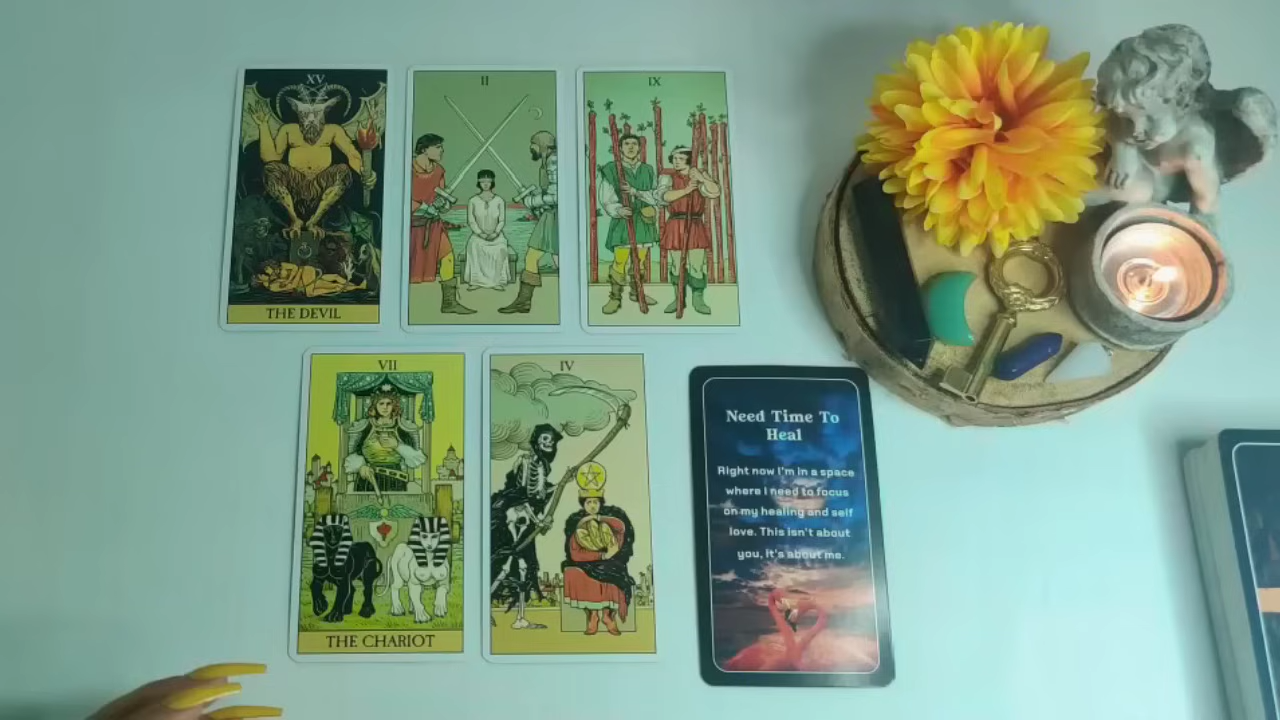 XV
THE DEVIL
II
IX
VII
THE CHARIOT
IV
Need Time To
Heal
Right now I'm in a space
where I need to focus
on my healing and self
love. This isn't about
you, it's about me.